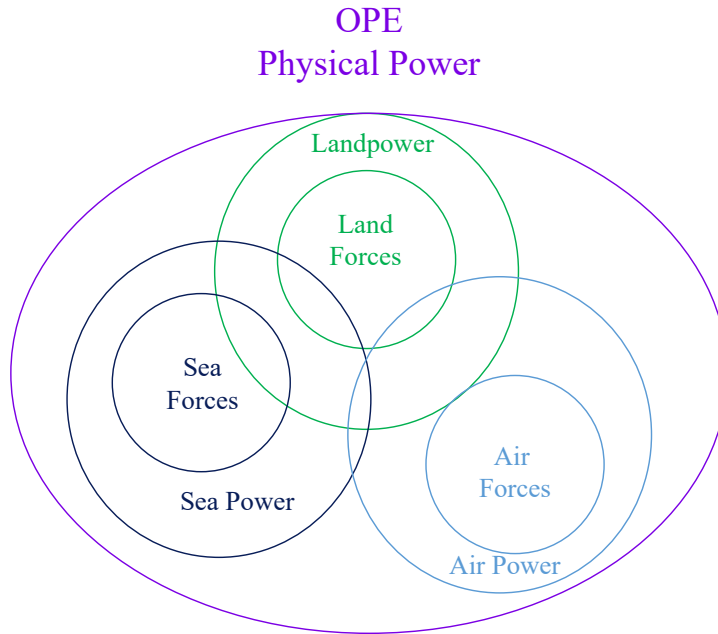 OPE
Physical Power
Landpower
Land
Forces
Sea
Forces
Sea Power
Air
Forces
Air Power